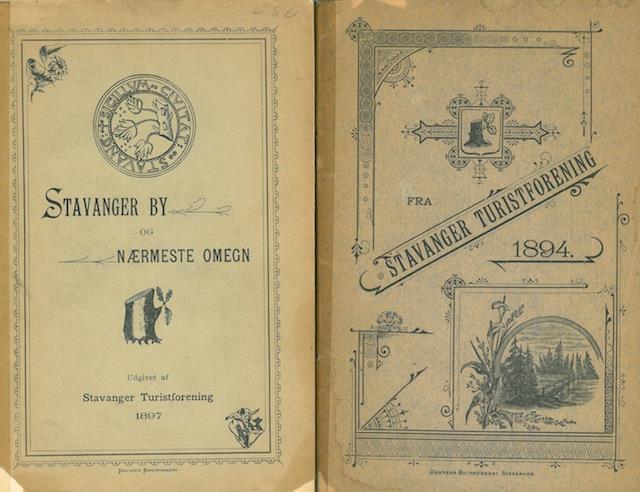 SIGILLUM CIVITAT STAVANG
STAVANGER BY
OG
NÆRMESTE OMEGN
Udgivet af
Stavanger Turistforening
1897
FRA
STAVANGER TURISTFORENING
1894.